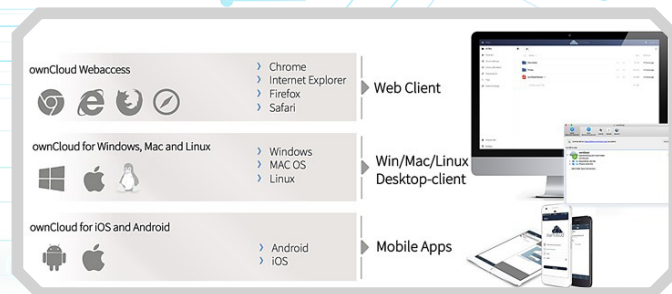 ownCloud Webaccess
Chrome
Internet Explorer
Firefox
Safari
Web Client
ownCloud for Windows, Mac and Linux
Windows
MAC OS
Linux
Win/Mac/Linux
Desktop-client
ownCloud for iOS and Android
Android
iOS
Mobile Apps